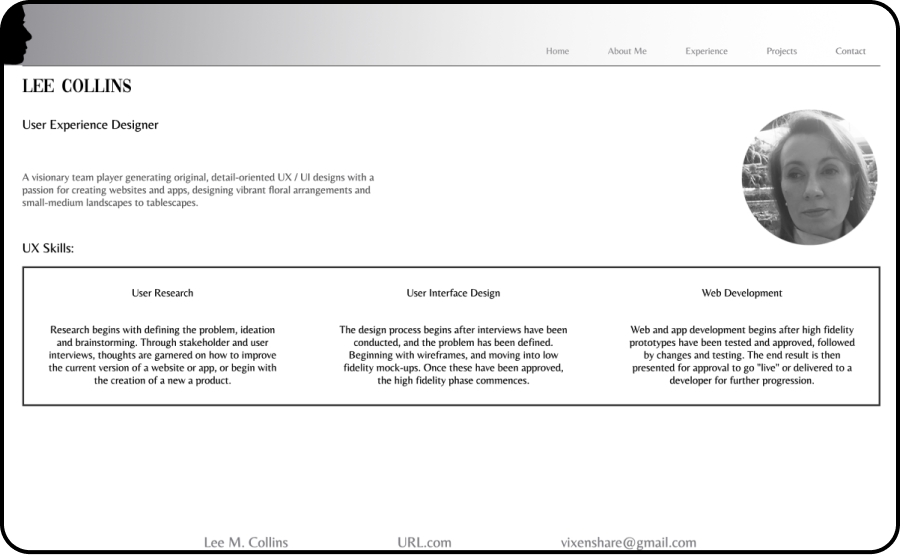 Home About Me Experience Projects Contact
LEE COLLINS
User Experience Designer
A visionary team player generating original, detail-oriented UX / UI designs with a
passion for creating websites and apps, designing vibrant floral arrangements and
small-medium landscapes to tablescapes.
UX Skills:
User Research
Research begins with defining the problem, ideation
and brainstorming. Through stakeholder and user
interviews, thoughts are garnered on how to improve
the current version of a website or app, or begin with
the creation of a new a product.
User Interface Design
The design process begins after interviews have been
conducted, and the problem has been defined.
Beginning with wireframes, and moving into low
fidelity mock-ups. Once these have been approved,
the high fidelity phase commences.
Web Development
Web and app development begins after high fidelity
prototypes have been tested and approved, followed
by changes and testing. The end result is then
presented for approval to go "live" or delivered to a
developer for further progression.
Lee M. Collins URL.com vixenshare@gmail.com